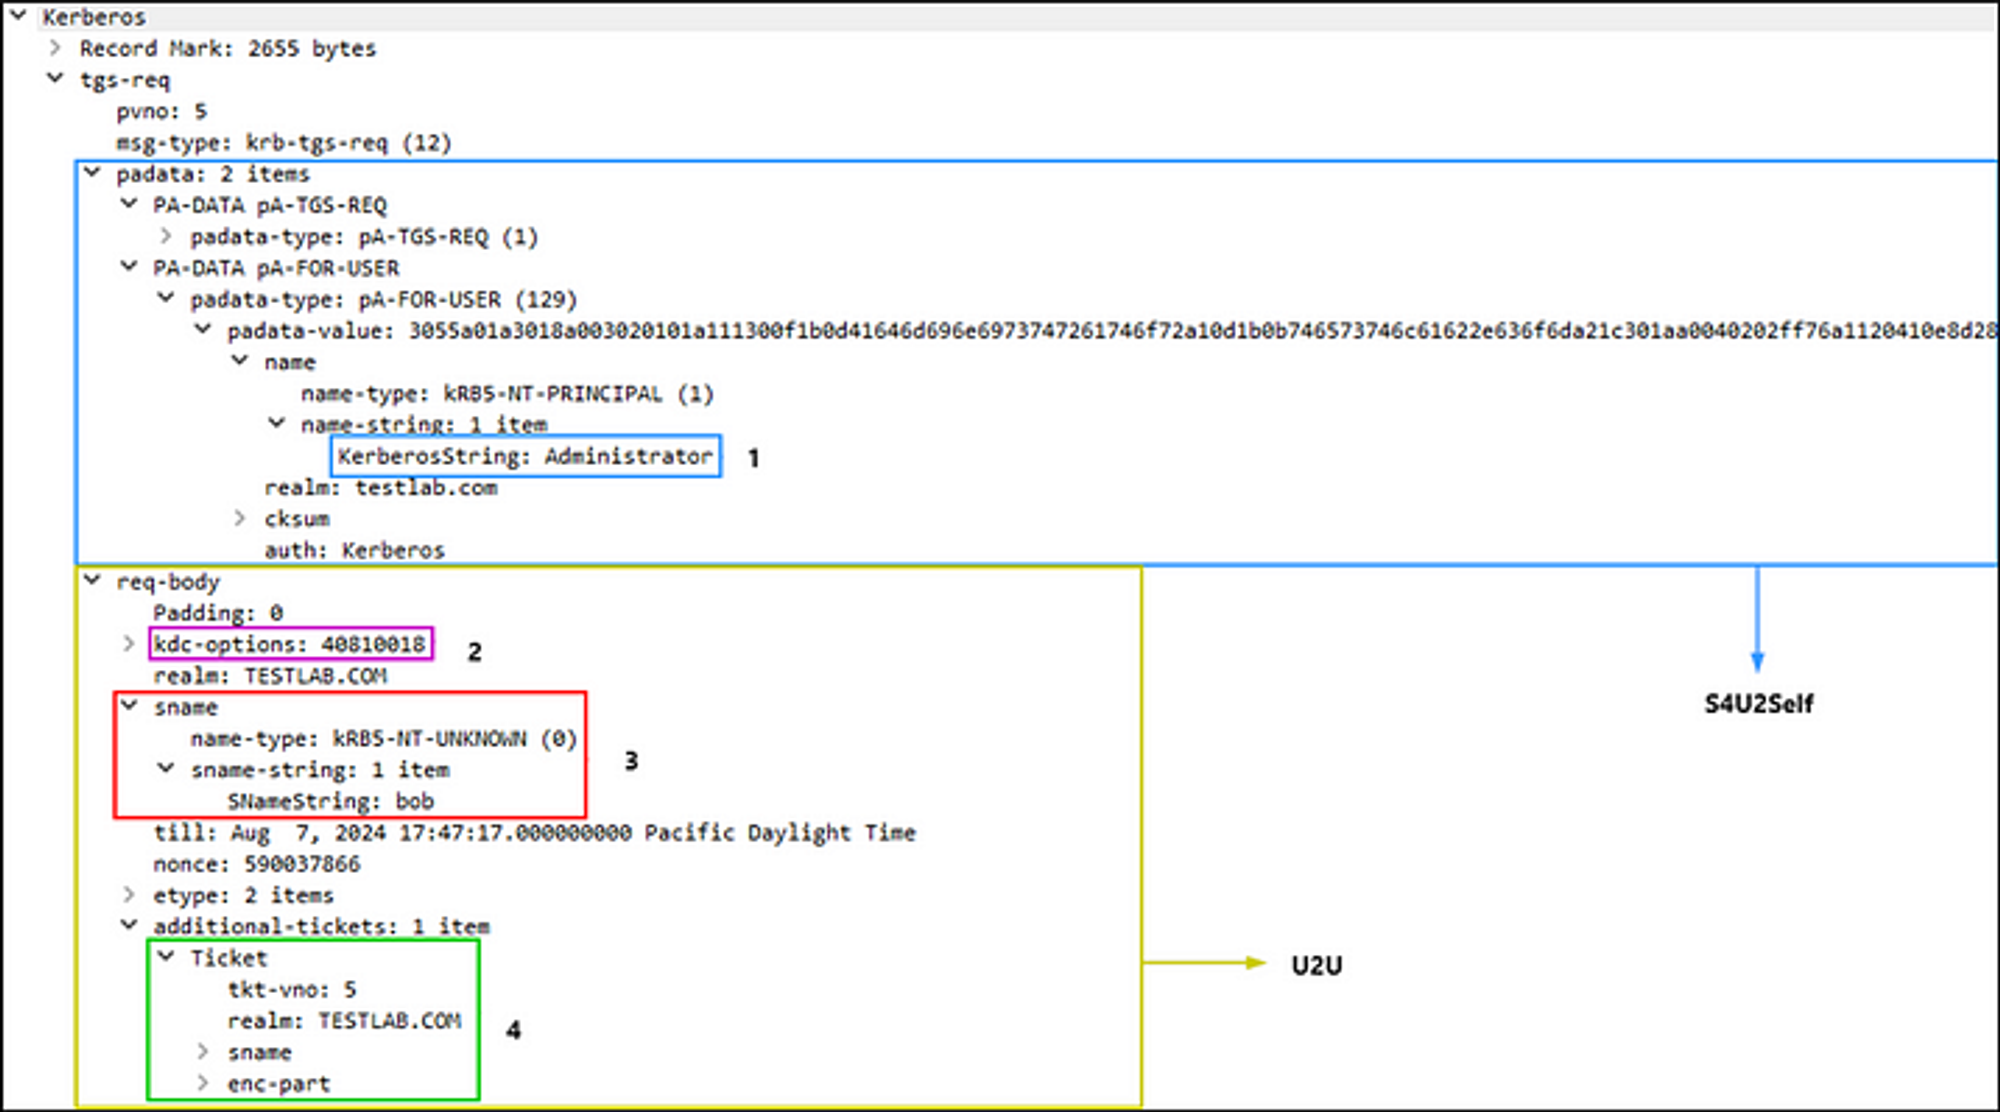 Kerberos
Record Mark: 2655 bytes
tgs-req
pvno: 5
msg-type: krb-tgs-req (12)
padata: 2 items
PA-DATA pA-TGS-REQ
padata-type: pA-TGS-REQ (1)
PA-DATA pA-FOR-USER
padata-type: pA-FOR-USER (129)
padata-value: 3055a01a3018a003020101a111300f1b0d41646d696e6973747261746f72a10d1b0b746573746c61622e636f6da21c301aa0040202ff76a1120410e8d28
name
name-type: kRB5-NT-PRINCIPAL (1)
name-string: 1 item
KerberosString: Administrator 1
realm: testlab.com
cksum
auth: Kerberos
req-body
Padding: 0
kdc-options: 40810018 2
realm: TESTLAB.COM
S4U2Self
sname
name-type: kRB5-NT-UNKNOWN (0)
sname-string: 1 item 3
SNameString: bob
till: Aug  7, 2024 17:47:17.000000000 Pacific Daylight Time
nonce: 590037866
etype: 2 items
additional-tickets: 1 item
Ticket
U2U
tkt-vno: 5
realm: TESTLAB.COM 4
sname
enc-part